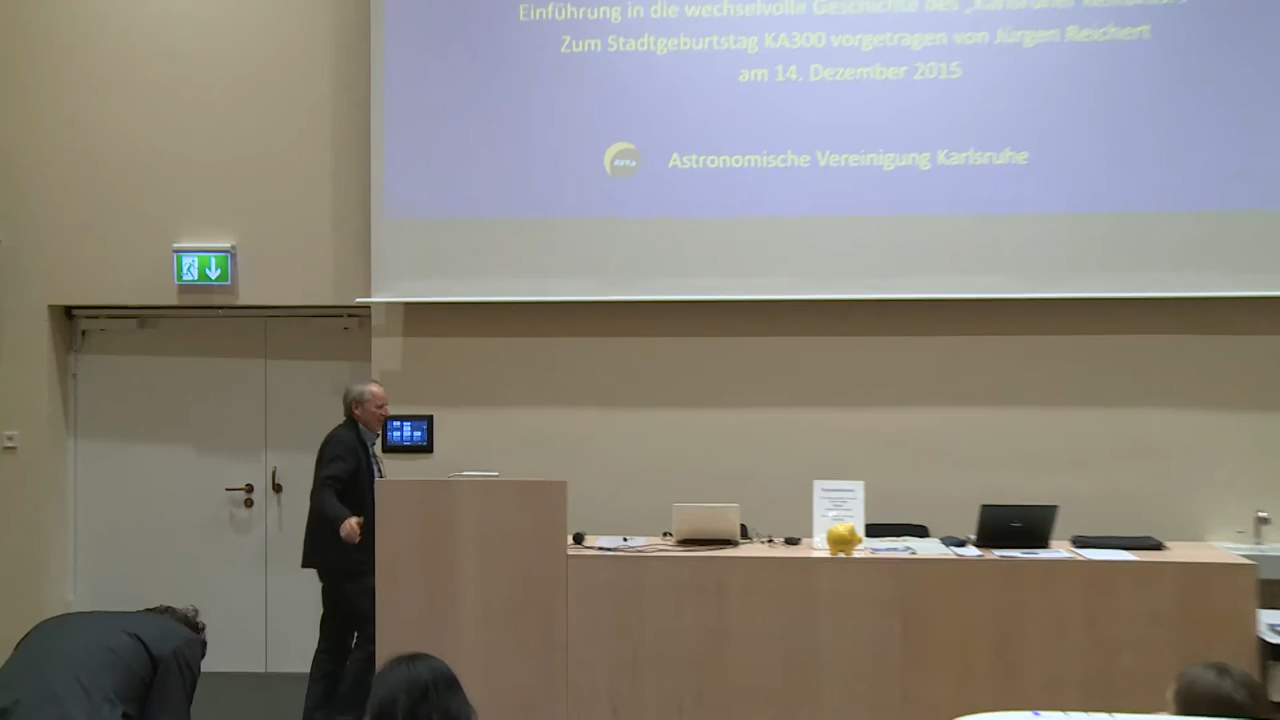 Einführung in die wechselvolle Geschichte des
Zum Stadtgeburtstag KA300 vorgetragen von Jürgen Reichert
am 14. Dezember 2015
AVKa
Astronomische Vereinigung Karlsruhe